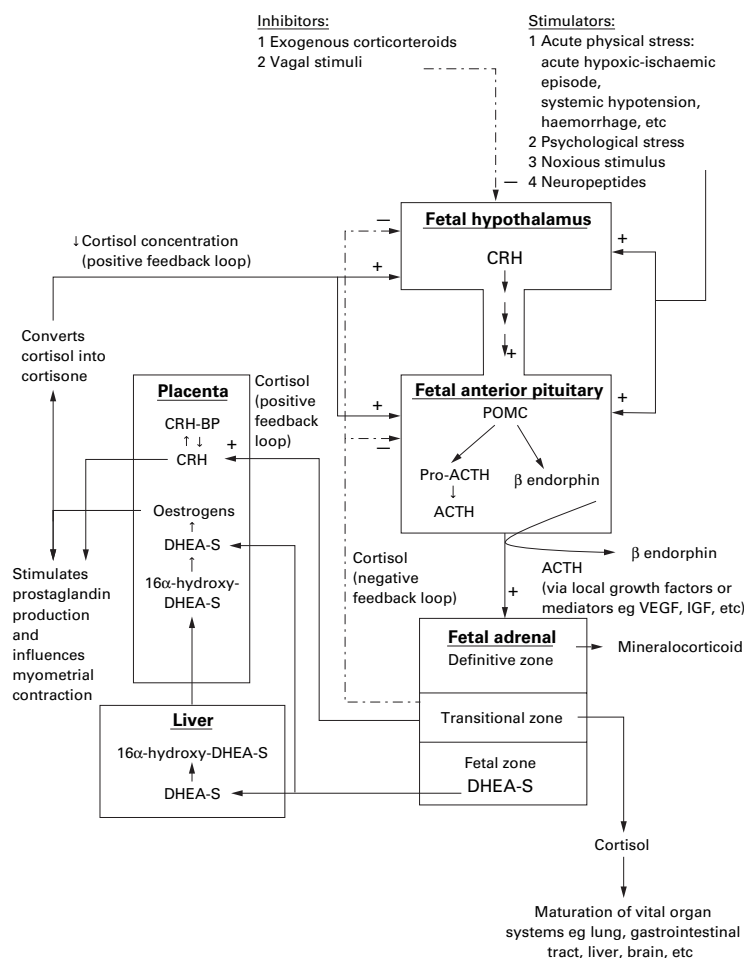 Inhibitors:
1 Exogenous corticorteroids
2 Vagal stimuli
Stimulators:
1 Acute physical stress:
acute hypoxic-ischaemic
episode,
systemic hypotension,
haemorrhage, etc
2 Psychological stress
3 Noxious stimulus
4 Neuropeptides
−
Fetal hypothalamus
CRH
−
+
+
+
↓Cortisol concentration
(positive feedback loop)
Converts
cortisol into
cortisone
Placenta
CRH-BP
↑ ↓
CRH
Oestrogens
↑
DHEA-S
↑
16α-hydroxy-
DHEA-S
Cortisol
(positive
feedback
loop)
+
Fetal anterior pituitary
POMC
Pro-ACTH
↓
ACTH
β endorphin
+
−
+
β endorphin
ACTH
(via local growth factors or
mediators eg VEGF, IGF, etc)
+
Cortisol
(negative
feedback loop)
Stimulates
prostaglandin
production
and
influences
myometrial
contraction
Fetal adrenal
Definitive zone
Mineralocorticoid
Transitional zone
Fetal zone
DHEA-S
Liver
16α-hydroxy-DHEA-S
↑
DHEA-S
Cortisol
Maturation of vital organ
systems eg lung, gastrointestinal
tract, liver, brain, etc